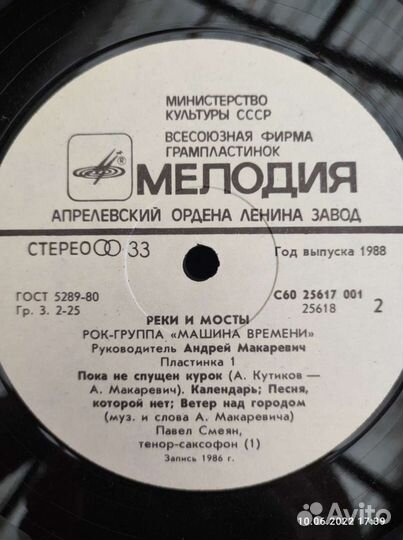 МИНИСТЕРСТВО
КУЛЬТУРЫ СССР
ВСЕСОЮЗНАЯ ФИРМА
ГРАМПЛАСТИНОК
®
МЕЛОДИЯ
АПРЕЛЕВСКИЙ ОРДЕНА ЛЕНИНА ЗАВОД
СТЕРЕО 33
Год выпуска 1988
ГОСТ 5289-80
С60 25617 001
Гр. 3. 2-25
25618
2
РЕКИ И МОСТЫ
РОК-ГРУППА «МАШИНА ВРЕМЕНИ»
Руководитель Андрей Макаревич
Пластинка 1
Пока не спущен курок (А. Кутиков —
А. Макаревич). Календарь; Песня,
которой нет; Ветер над городом
(муз. и слова А. Макаревича)
Павел Смеян,
тенор-саксофон (1)
Запись 1986 г.
10.06.2022 17:39
Avito